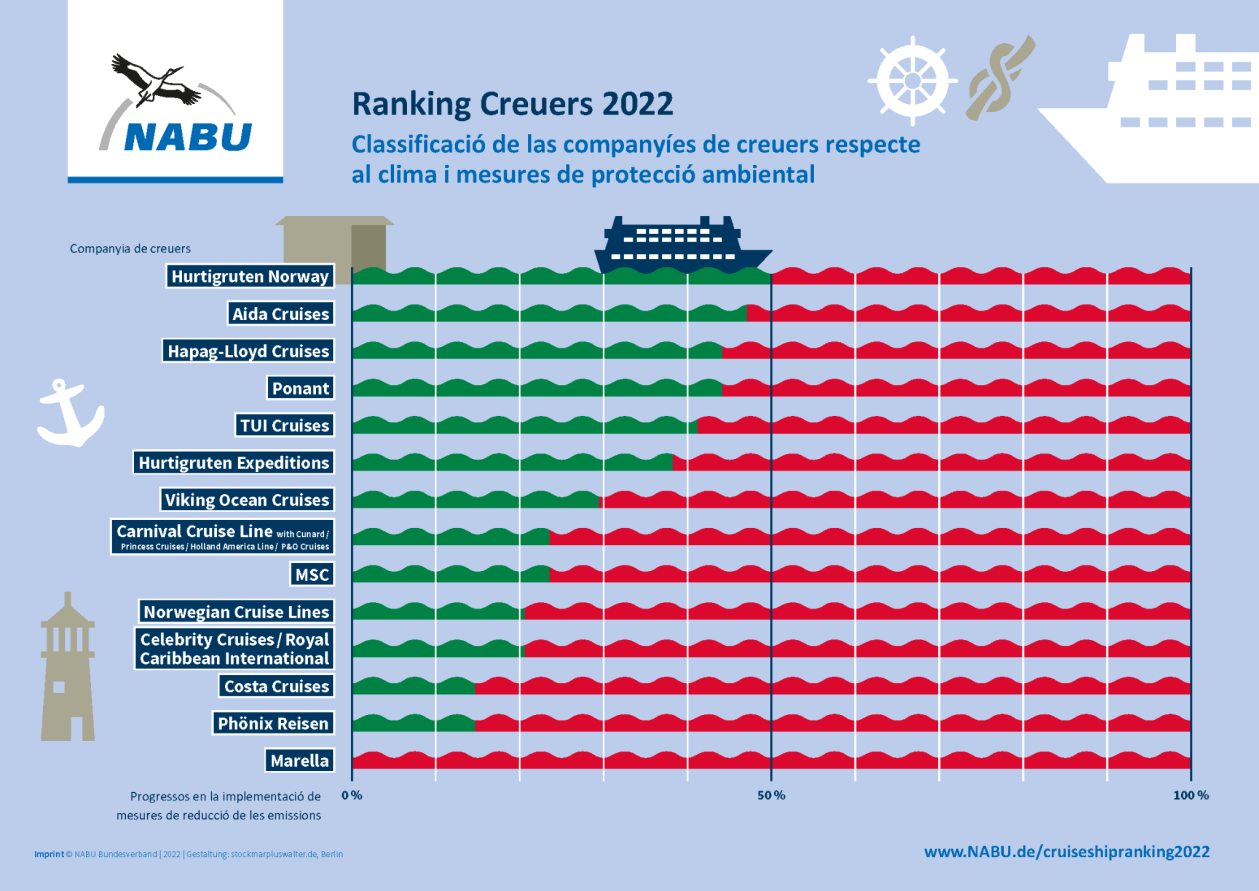 NABU
Ranking Creuers 2022
Classificació de las companyíes de creuers respecte
al clima i mesures de protecció ambiental
Companyia de creuers
Hurtigruten Norway
Aida Cruises
Hapag-Lloyd Cruises
Ponant
TUI Cruises
Hurtigruten Expeditions
Viking Ocean Cruises
Carnival Cruise Line with Cunard /
Princess Cruises / Holland America Line / P&O Cruises
MSC
Norwegian Cruise Lines
Celebrity Cruises / Royal
Caribbean International
Costa Cruises
Phönix Reisen
Marella
Progressos en la implementació de
mesures de reducció de les emissions
0 % 50 % 100 %
Imprint © NABU Bundesverband | 2022 | Gestaltung: stockmarpluswalter.de, Berlin
www.NABU.de/cruiseshipranking2022